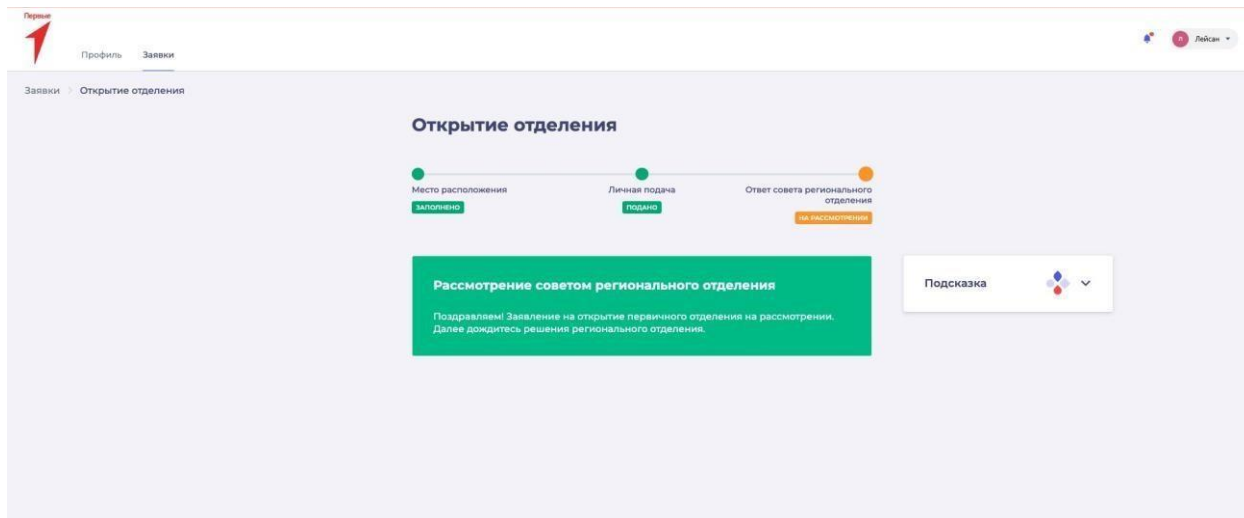 Первые
Профиль Заявки
Лейсан
Заявки Открытие отделения
Открытие отделения
Место расположения
ЗАПОЛНЕНО
Личная подача
ПОДАНО
Ответ совета регионального
отделения
НА РАССМОТРЕНИИ
Рассмотрение советом регионального отделения
Поздравляем! Заявление на открытие первичного отделения на рассмотрении.
Далее дождитесь решения регионального отделения.
Подсказка